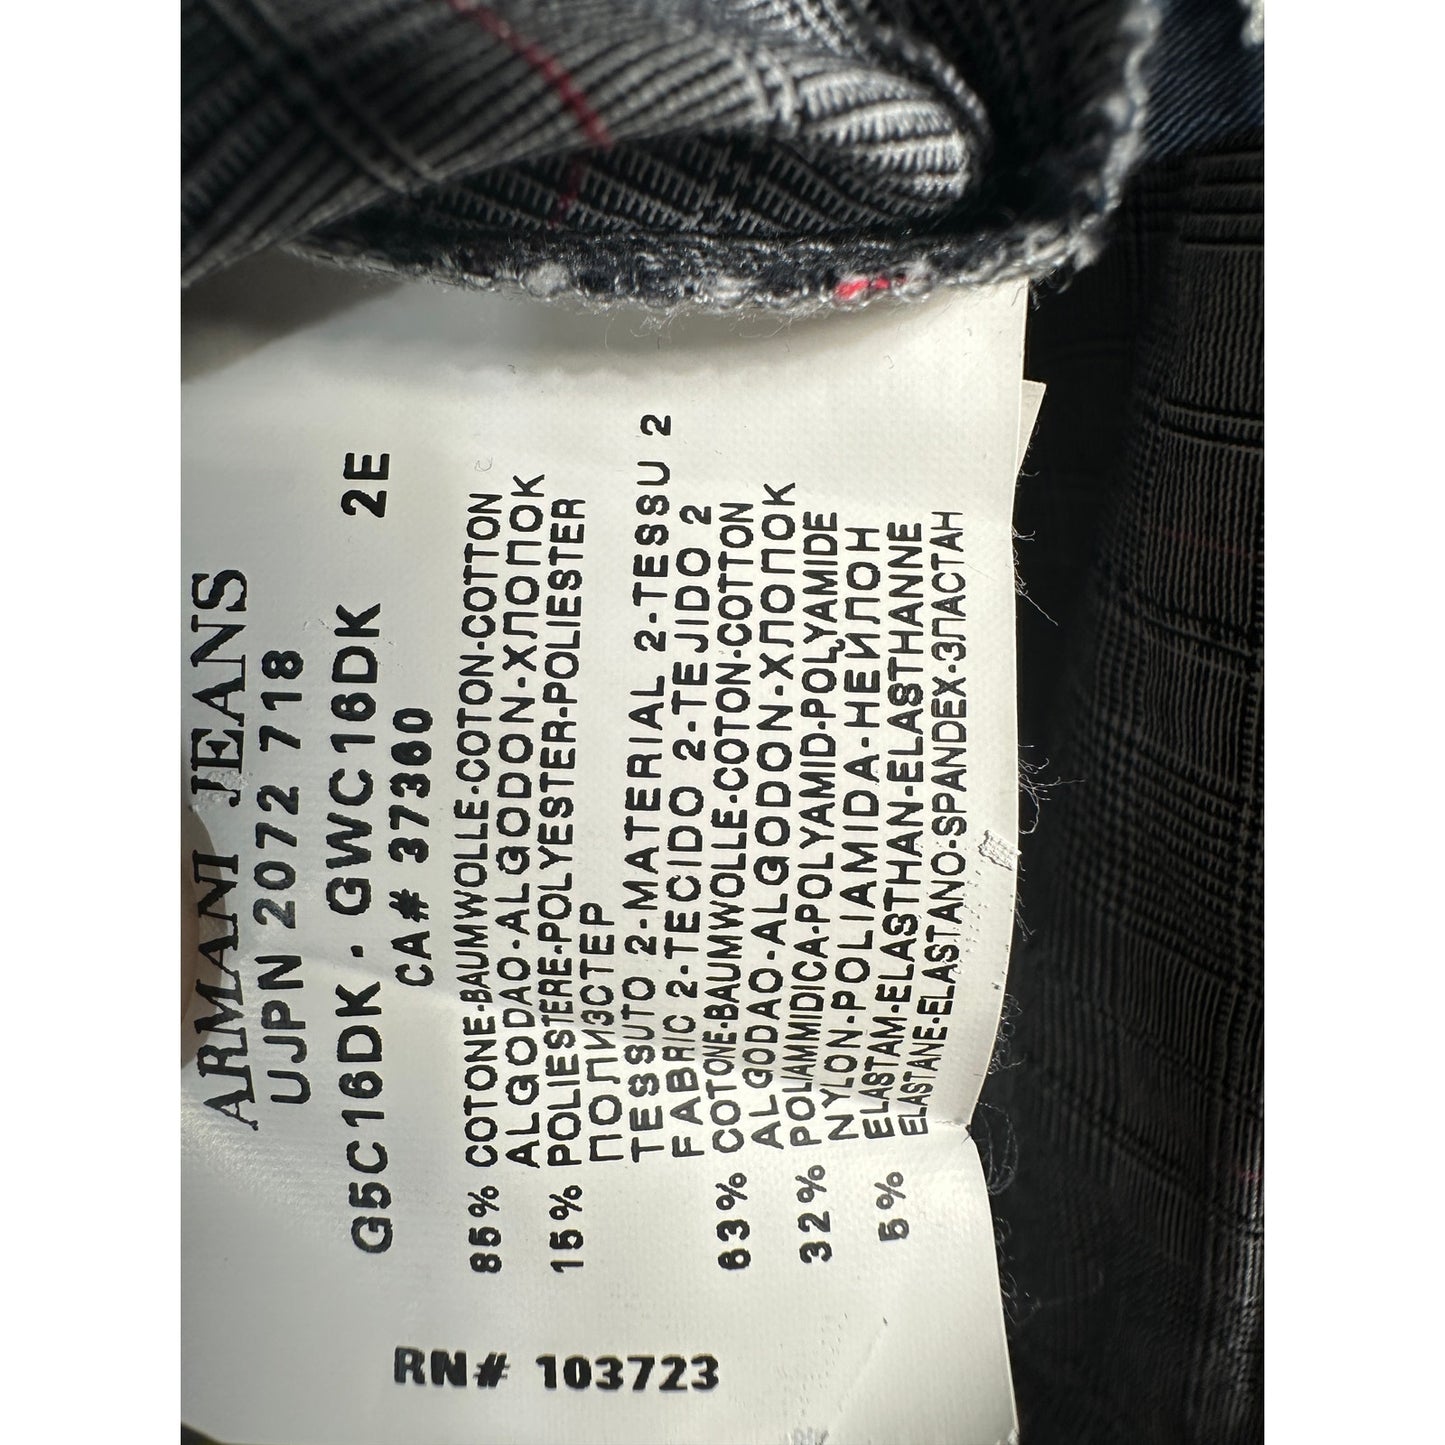 ARMANI JEANS
UJPN 2072 718
G5C16DK - GWC16DK 2E
CA# 37360
85% COTONE-BAUMWOLLE-COTON-COTTON
ALGODAO-ALGODON-ХЛОПОК
15% POLIESTERE-POLYESTER-POLIESTER
ПОЛИЗСТЕР
TESSUTO 2-MATERIAL 2-TESSU 2
FABRIC 2-TECIDO 2-TEJIDO 2
63% COTONE-BAUMWOLLE-COTON-COTTON
ALGODAO-ALGODON-ХЛОПОК
32% POLIAMMIDICA-POLYAMID-POLYAMIDE
NYLON-POLIAMIDA-НЕЙЛОН
5% ELASTAM-ELASTHAN-ELASTHANNE
ELASTANE-ELASTANO-SPANDEX-ЗЛАСТАН
RN# 103723